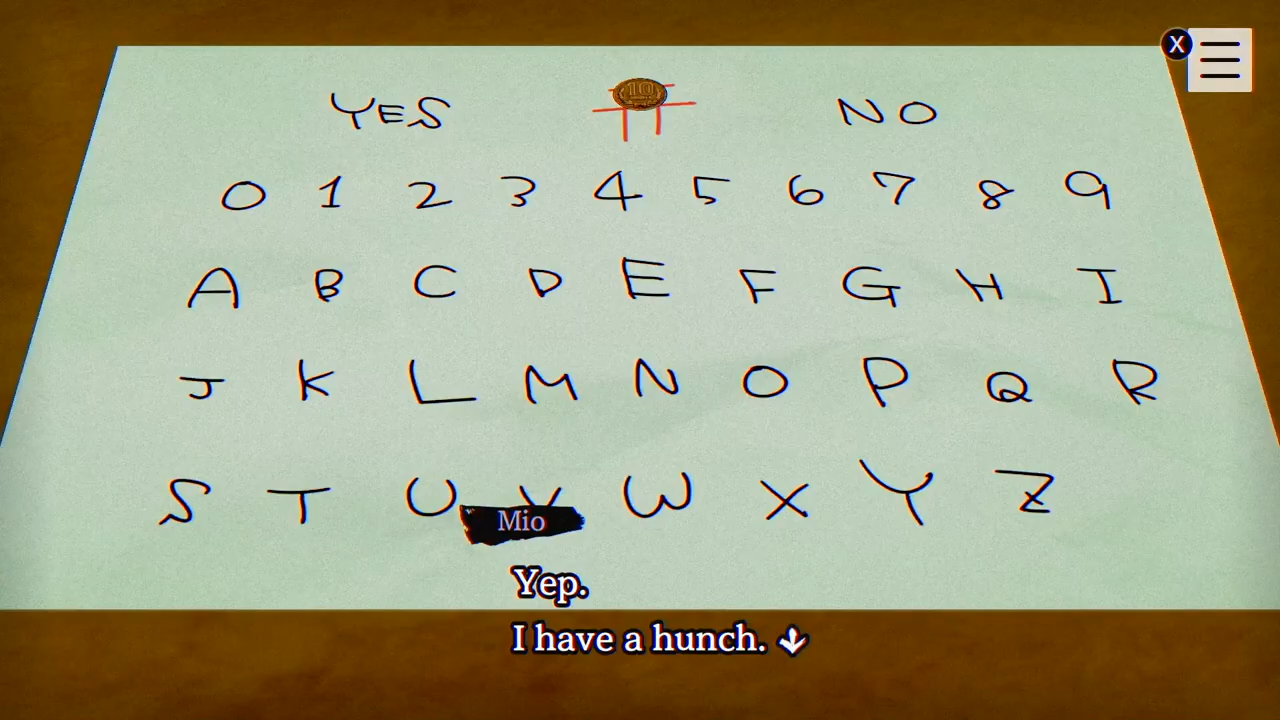 X
10
YES NO
0 1 2 3 4 5 6 7 8 9
A B C D E F G H I
J K L M N O P Q R
S T U V W X Y Z
Mio
Yep.
I have a hunch.